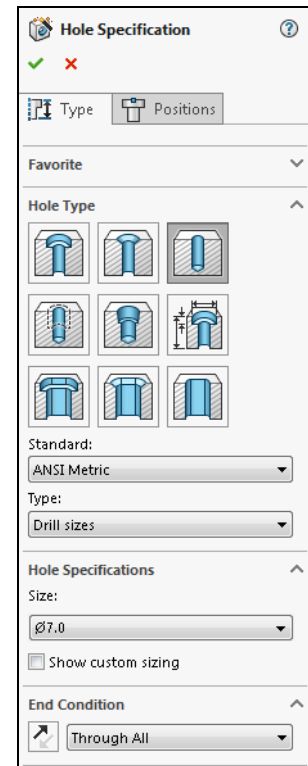 Hole Specification
Type
Positions
Favorite
Hole Type
Standard:
ANSI Metric
Type:
Drill sizes
Hole Specifications
Size:
Ø7.0
Show custom sizing
End Condition
Through All